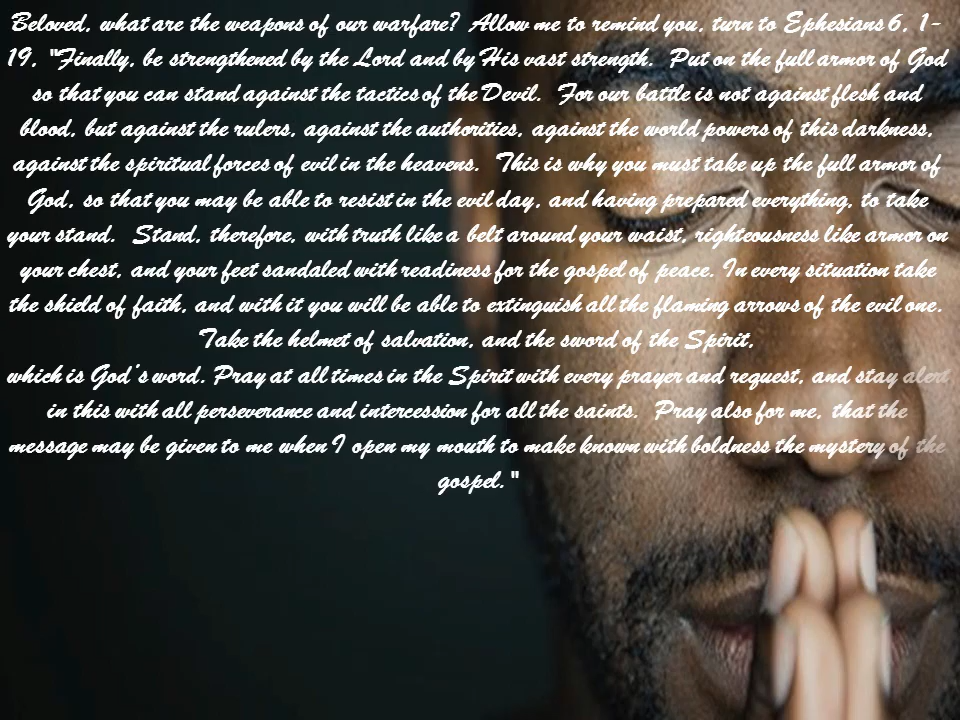 Beloved, what are the weapons of our warfare? Allow me to remind you, turn to Ephesians 6, 1-
19, "Finally, be strengthened by the Lord and by His vast strength. Put on the full armor of God
so that you can stand against the tactics of the Devil. For our battle is not against flesh and
blood, but against the rulers, against the authorities, against the world powers of this darkness,
against the spiritual forces of evil in the heavens. This is why you must take up the full armor of
God, so that you may be able to resist in the evil day, and having prepared everything, to take
your stand. Stand, therefore, with truth like a belt around your waist, righteousness like armor on
your chest, and your feet sandaled with readiness for the gospel of peace. In every situation take
the shield of faith, and with it you will be able to extinguish all the flaming arrows of the evil one.
Take the helmet of salvation, and the sword of the Spirit,
which is God's word. Pray at all times in the Spirit with every prayer and request, and stay alert
in this with all perseverance and intercession for all the saints. Pray also for me, that the
message may be given to me when I open my mouth to make known with boldness the mystery of the
gospel."